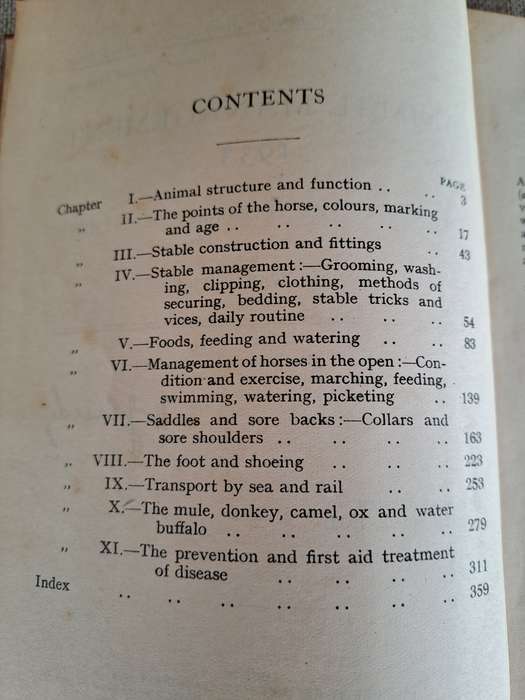 CONTENTS
PAGE
Chapter I.—Animal structure and function .. .. 3
„ II.—The points of the horse, colours, marking
and age .. .. .. .. .. 17
„ III.—Stable construction and fittings .. 43
„ IV.—Stable management :—Grooming, wash-
ing, clipping, clothing, methods of
securing, bedding, stable tricks and
vices, daily routine .. .. .. 54
„ V.—Foods, feeding and watering .. .. 83
„ VI.—Management of horses in the open :—Con-
dition and exercise, marching, feeding,
swimming, watering, picketing .. 139
„ VII.—Saddles and sore backs :—Collars and
sore shoulders .. .. .. .. 163
„ VIII.—The foot and shoeing .. .. .. 223
„ IX.—Transport by sea and rail .. .. 253
„ X.—The mule, donkey, camel, ox and water
buffalo .. .. .. .. .. 279
„ XI.—The prevention and first aid treatment
of disease .. .. .. .. 311
Index .. .. .. .. .. .. .. 359